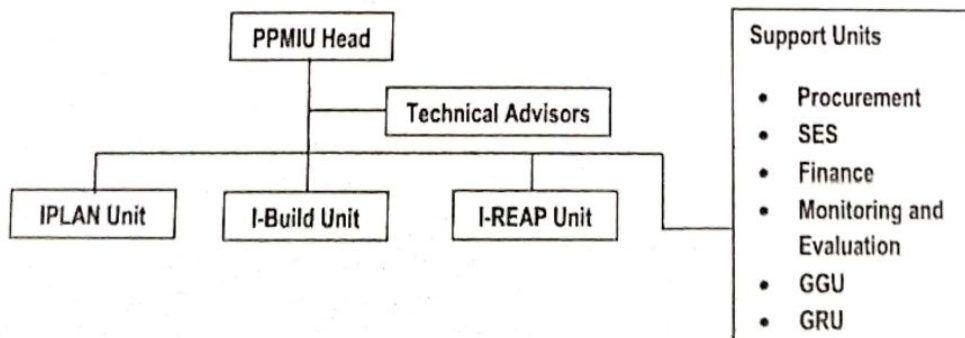 PPMIU Head
Technical Advisors
IPLAN Unit
I-Build Unit
I-REAP Unit
Support Units
• Procurement
• SES
• Finance
• Monitoring and
Evaluation
• GGU
• GRU